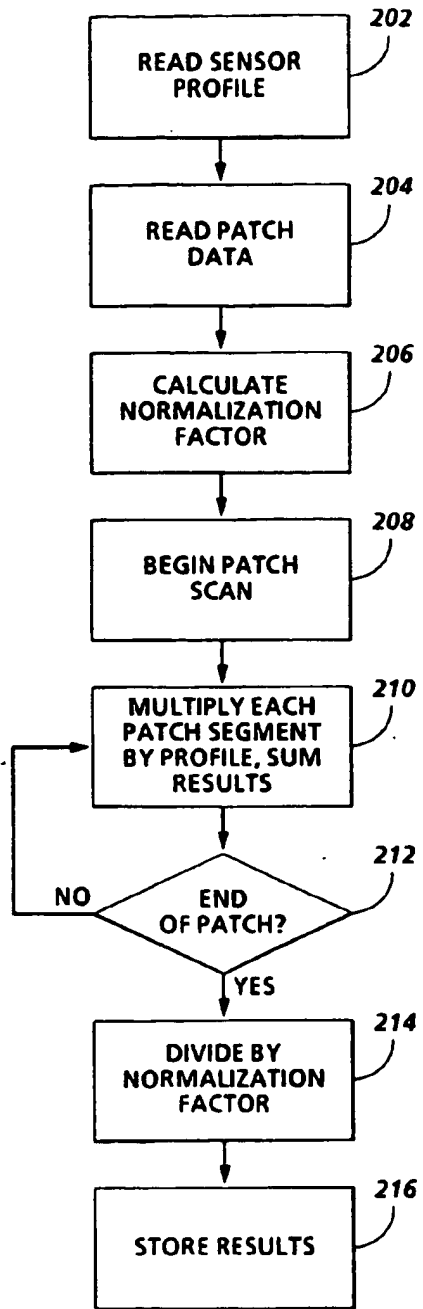 202
READ SENSOR
PROFILE
204
READ PATCH
DATA
206
CALCULATE
NORMALIZATION
FACTOR
208
BEGIN PATCH
SCAN
210
MULTIPLY EACH
PATCH SEGMENT
BY PROFILE, SUM
RESULTS
212
NO
END
OF PATCH?
YES
214
DIVIDE BY
NORMALIZATION
FACTOR
216
STORE RESULTS